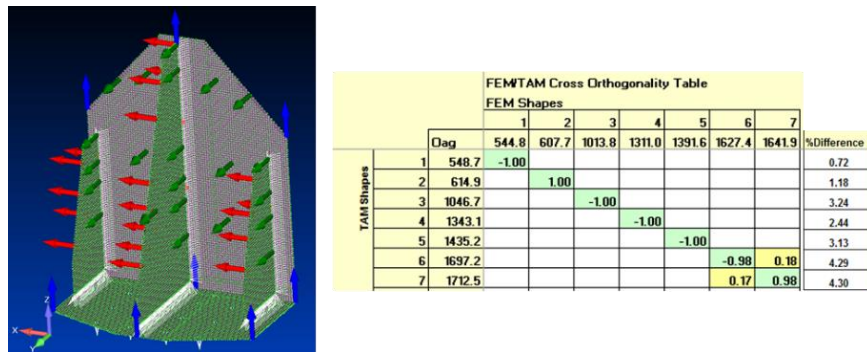 FEM/TAM Cross Orthogonality Table
FEM Shapes
1 2 3 4 5 6 7
Oag 544.8 607.7 1013.8 1311.0 1391.6 1627.4 1641.9 %Difference
TAM Shapes
1 548.7 -1.00 0.72
2 614.9 1.00 1.18
3 1046.7 -1.00 3.24
4 1343.1 -1.00 2.44
5 1435.2 -1.00 3.13
6 1697.2 -0.98 0.18 4.29
7 1712.5 0.17 0.98 4.30
Z
X
Y